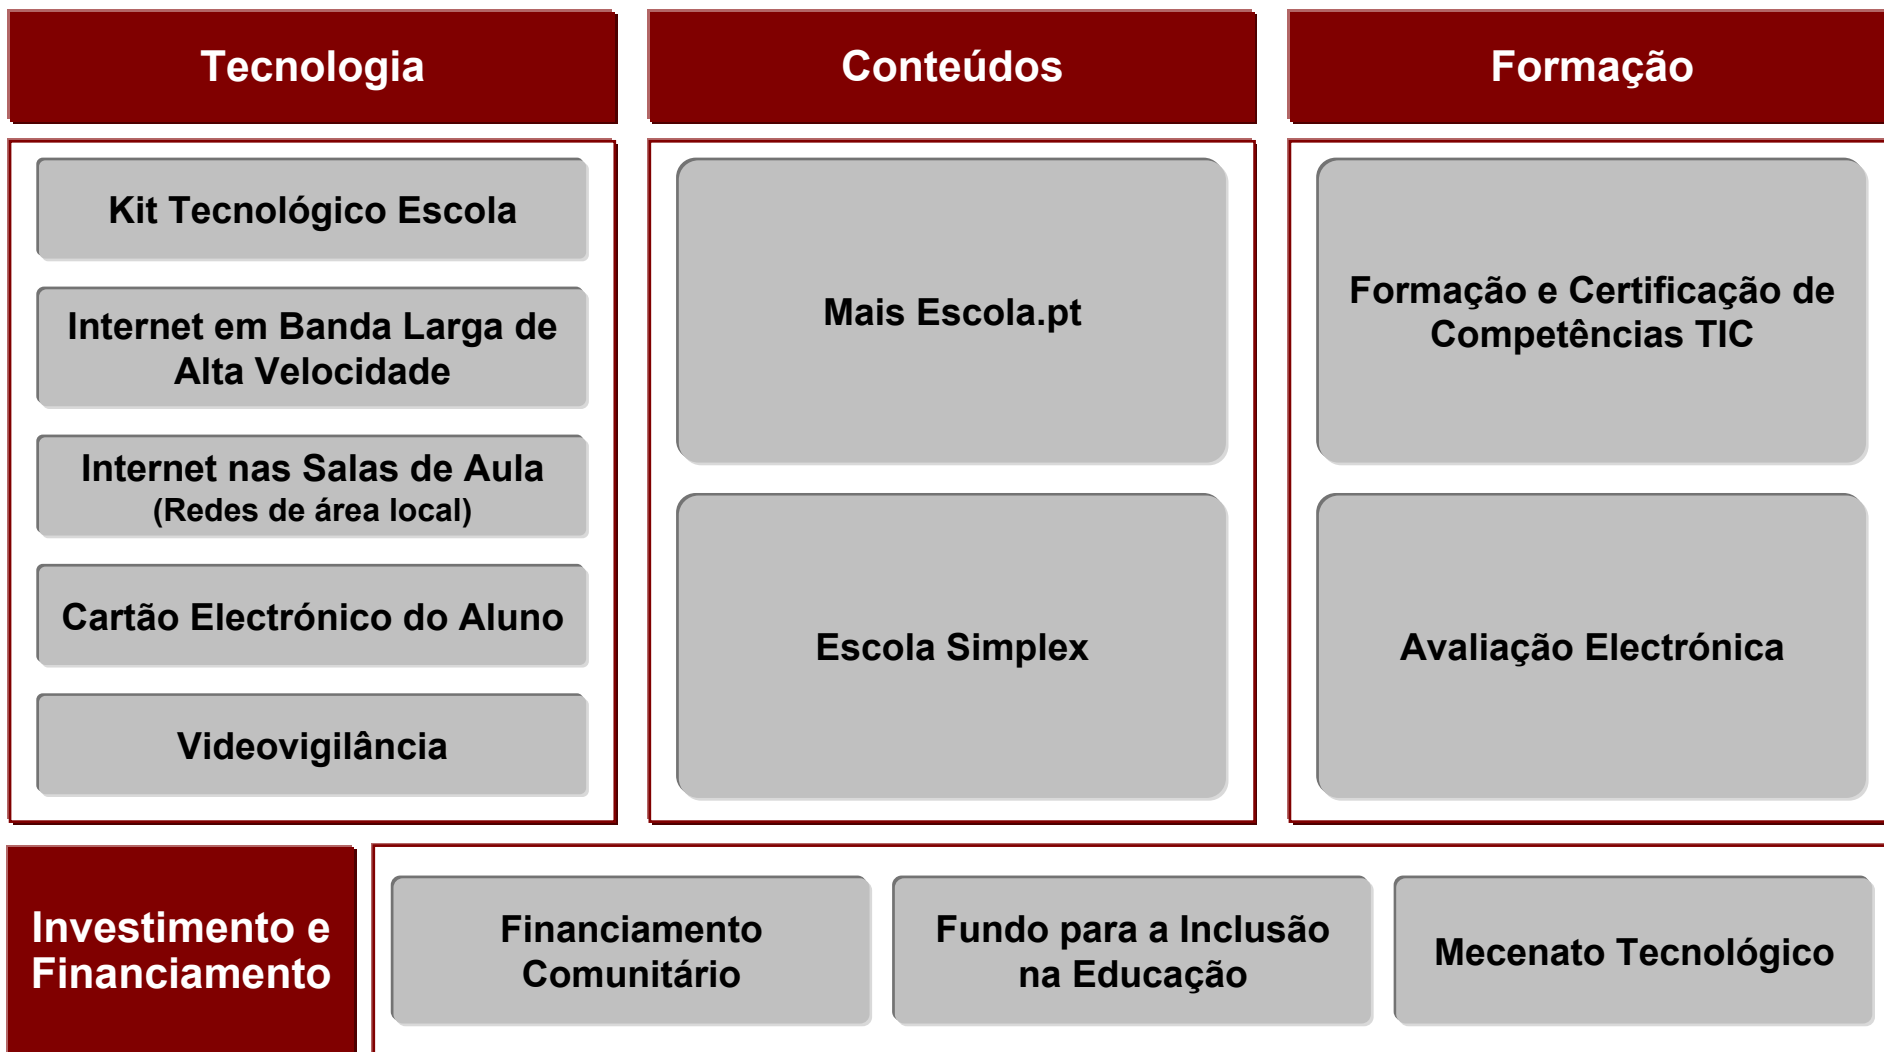 Tecnologia
Conteúdos
Formação
Kit Tecnológico Escola
Internet em Banda Larga de
Alta Velocidade
Internet nas Salas de Aula
(Redes de área local)
Cartão Electrónico do Aluno
Videovigilância
Mais Escola.pt
Escola Simplex
Formação e Certificação de
Competências TIC
Avaliação Electrónica
Investimento e
Financiamento
Financiamento
Comunitário
Fundo para a Inclusão
na Educação
Mecenato Tecnológico